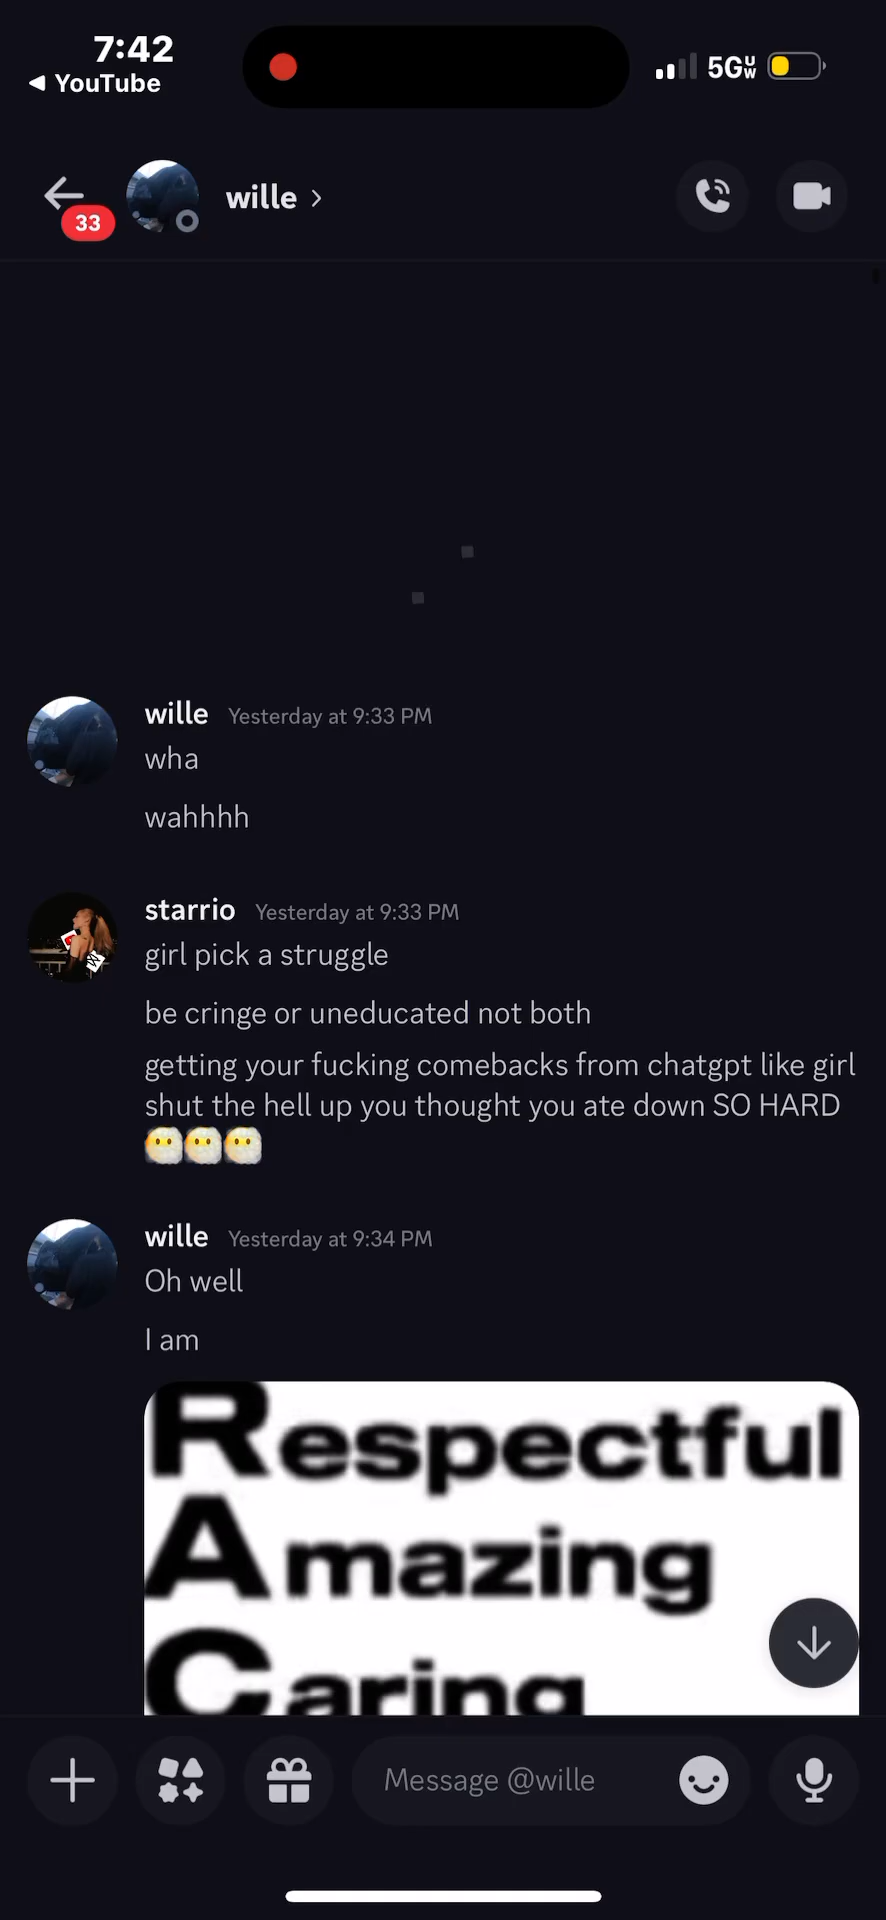 7:42
YouTube
5GUW
33
wille
wille Yesterday at 9:33 PM
wha
wahhhh
starrio Yesterday at 9:33 PM
girl pick a struggle
be cringe or uneducated not both
getting your fucking comebacks from chatgpt like girl
shut the hell up you thought you ate down SO HARD
😶😶😶
wille Yesterday at 9:34 PM
Oh well
I am
Respectful
Amazing
Caring
Message @wille